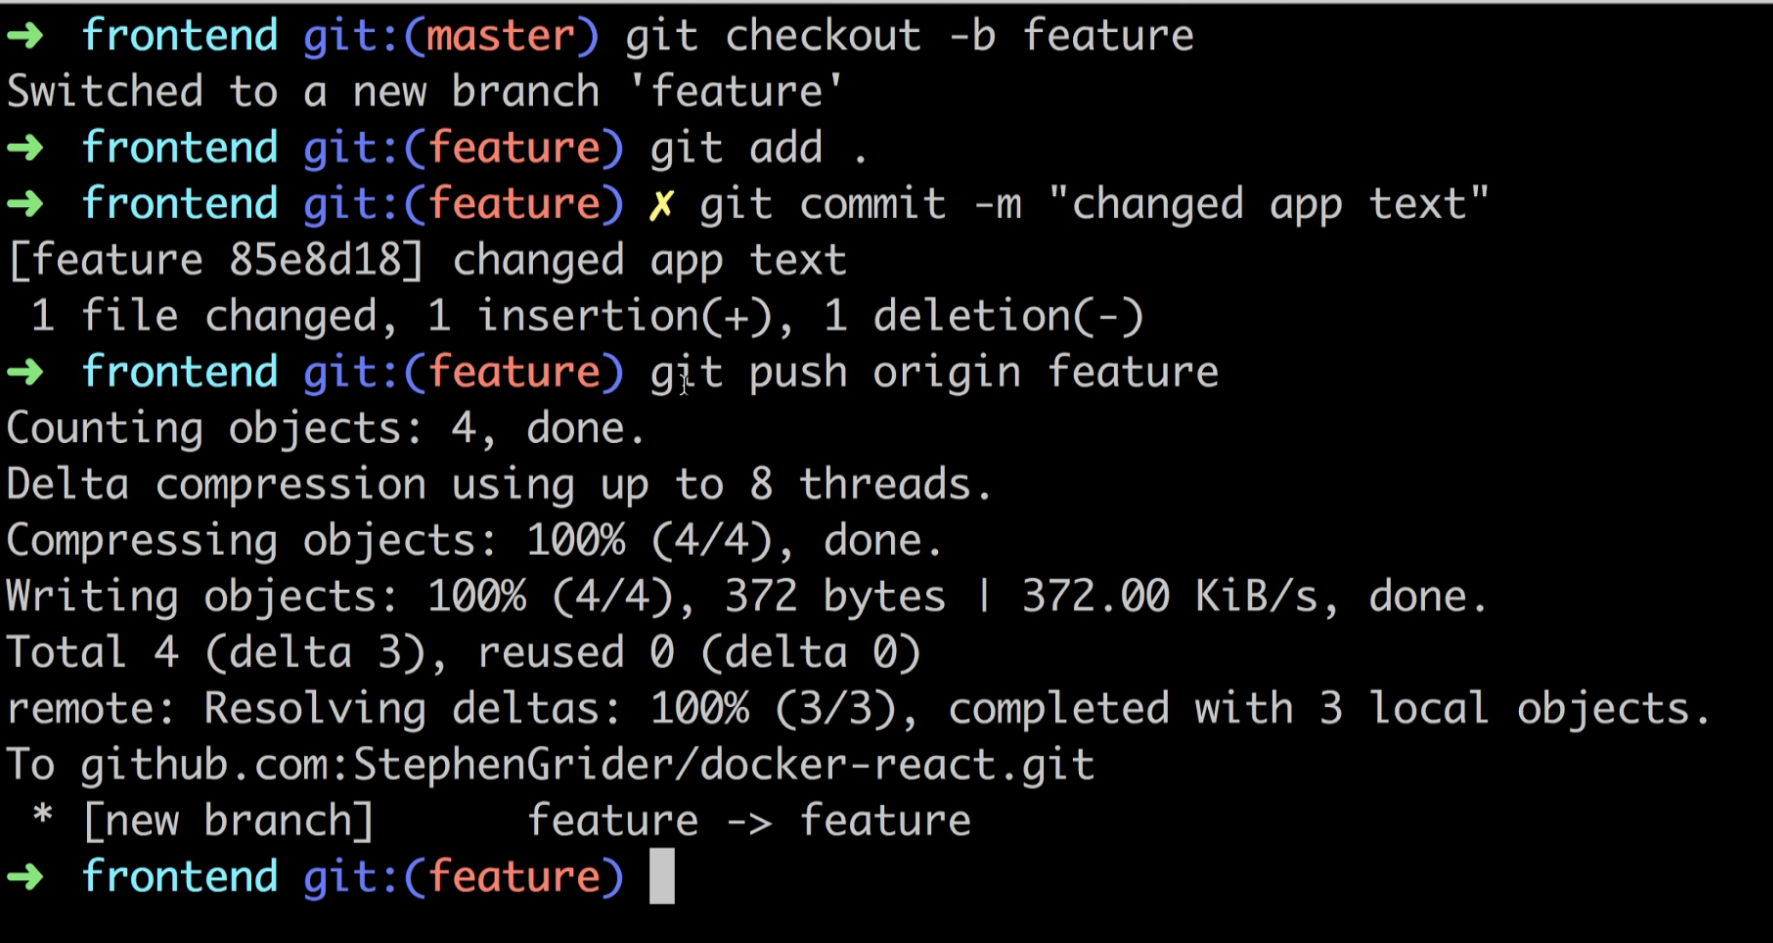 ➜ frontend git:(master) git checkout -b feature
Switched to a new branch 'feature'
➜ frontend git:(feature) git add .
➜ frontend git:(feature) ✗ git commit -m "changed app text"
[feature 85e8d18] changed app text
 1 file changed, 1 insertion(+), 1 deletion(-)
➜ frontend git:(feature) git push origin feature
Counting objects: 4, done.
Delta compression using up to 8 threads.
Compressing objects: 100% (4/4), done.
Writing objects: 100% (4/4), 372 bytes | 372.00 KiB/s, done.
Total 4 (delta 3), reused 0 (delta 0)
remote: Resolving deltas: 100% (3/3), completed with 3 local objects.
To github.com:StephenGrider/docker-react.git
 * [new branch]      feature -> feature
➜ frontend git:(feature)